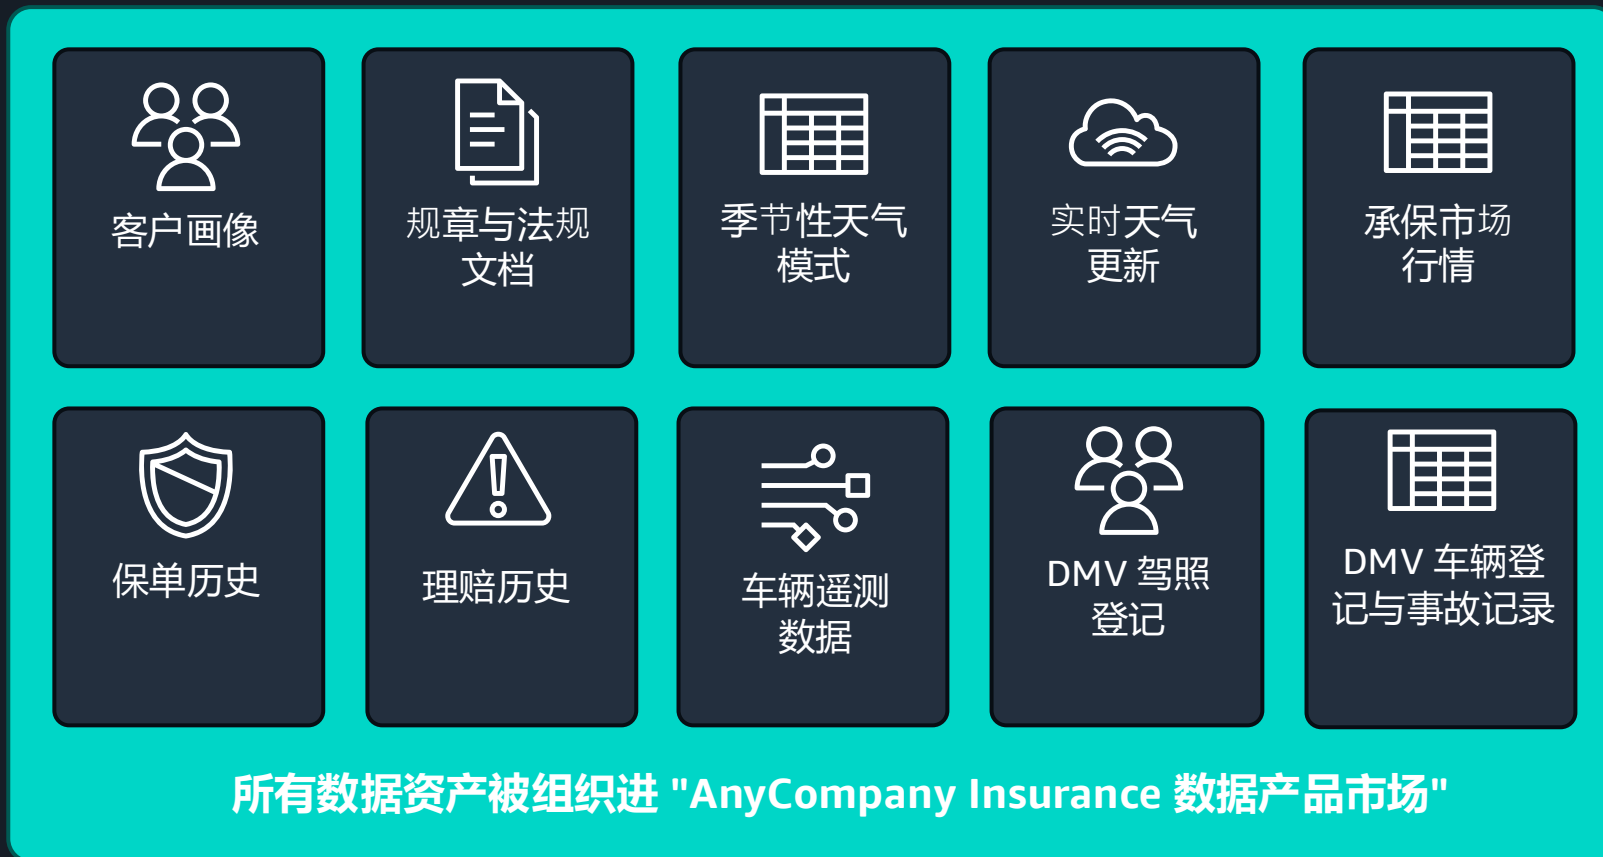 客户画像
规章与法规
文档
季节性天气
模式
实时天气
更新
承保市场
行情
保单历史
理赔历史
车辆遥测
数据
DMV 驾照
登记
DMV 车辆登
记与事故记录
所有数据资产被组织进 "AnyCompany Insurance 数据产品市场"